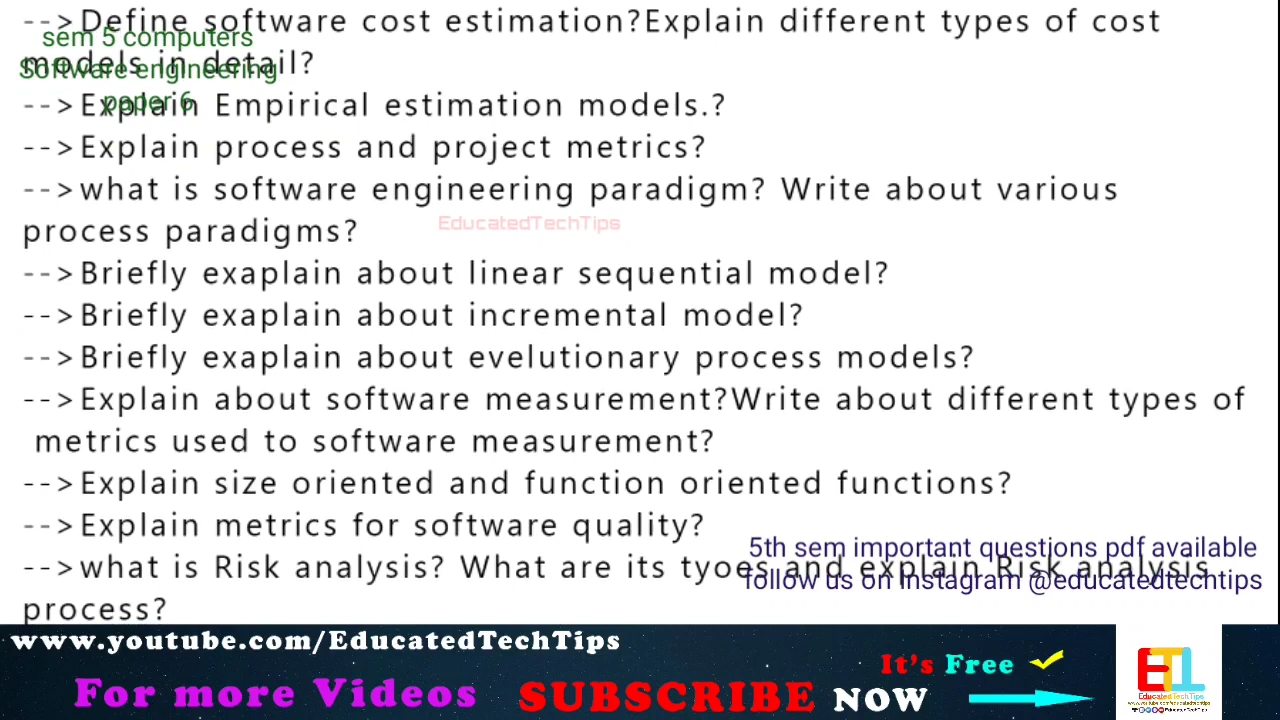 -->Define software cost estimation?Explain different types of cost
sem 5 computers
models in detail?
Software engineering
-->Explain Empirical estimation models.?
paper 6
-->Explain process and project metrics?
-->what is software engineering paradigm? Write about various
EducatedTechTips
process paradigms?
-->Briefly exaplain about linear sequential model?
-->Briefly exaplain about incremental model?
-->Briefly exaplain about evelutionary process models?
-->Explain about software measurement?Write about different types of
metrics used to software measurement?
-->Explain size oriented and function oriented functions?
-->Explain metrics for software quality?
5th sem important questions pdf available
-->what is Risk analysis? What are its tyoes and explain Risk analysis
follow us on Instagram @educatedtechtips
process?
www.youtube.com/EducatedTechTips
It's Free
For more Videos SUBSCRIBE NOW
ETL
EducatedTechTips